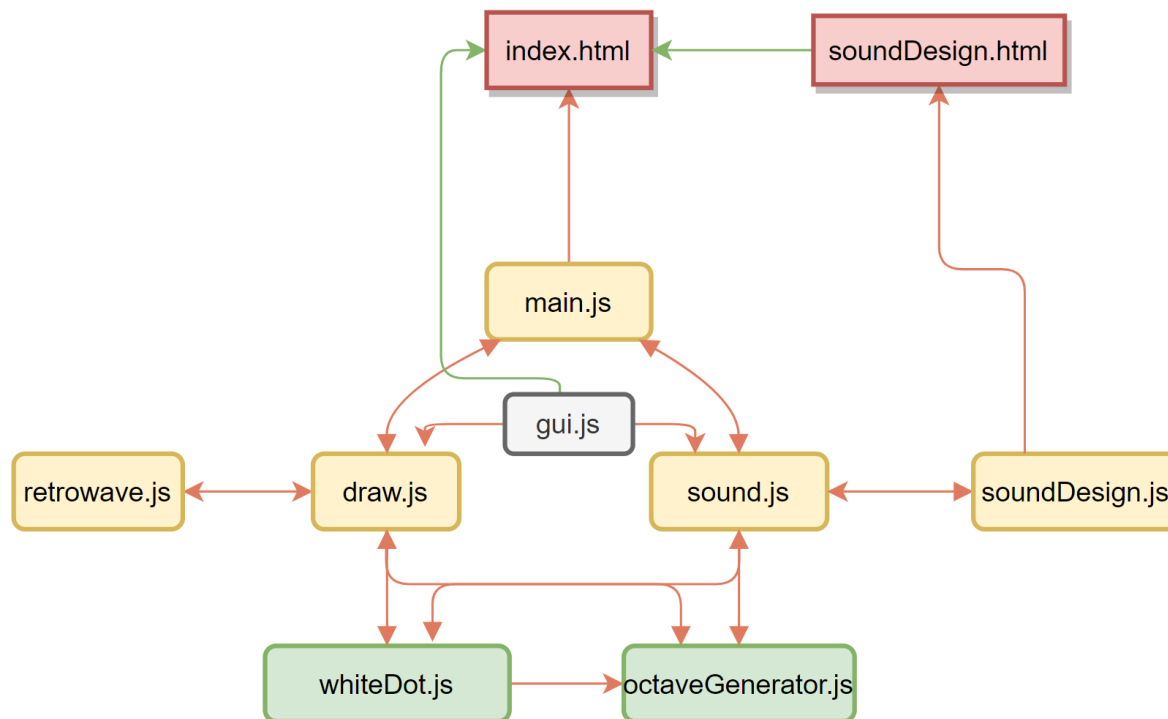 index.html
soundDesign.html
main.js
gui.js
retrowave.js
draw.js
sound.js
soundDesign.js
whiteDot.js
octaveGenerator.js